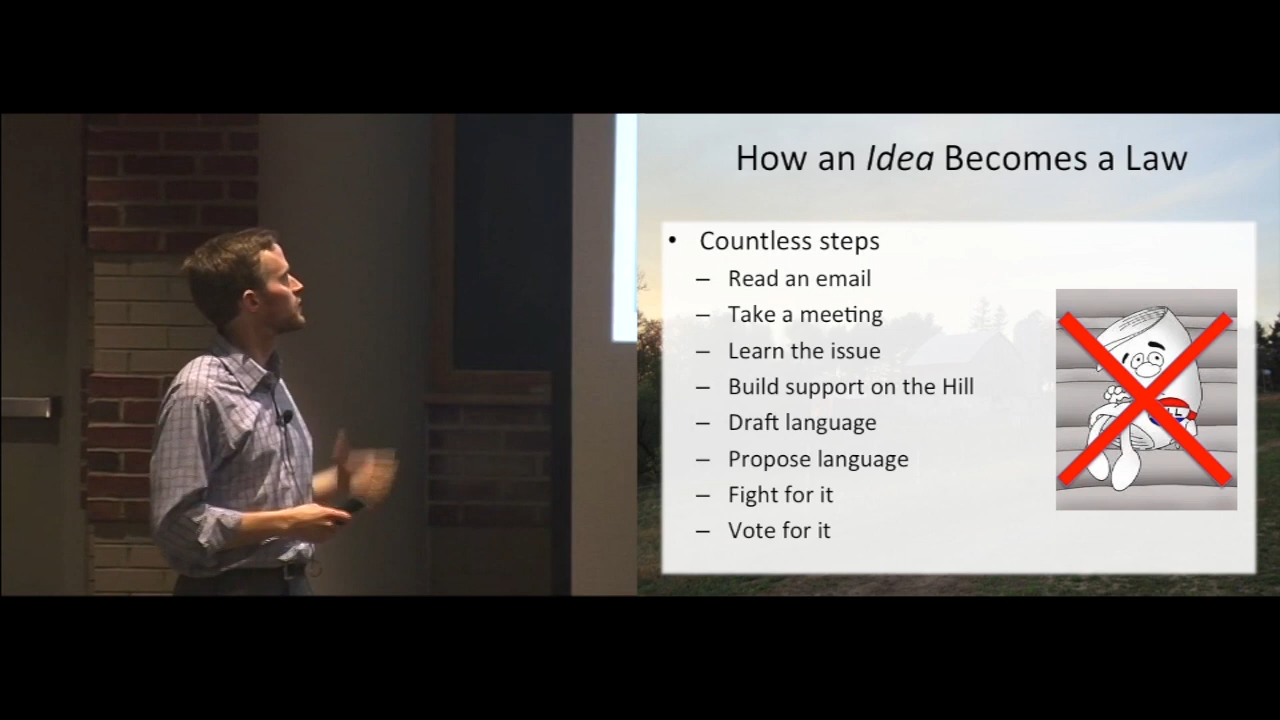 How an Idea Becomes a Law
• Countless steps
– Read an email
– Take a meeting
– Learn the issue
– Build support on the Hill
– Draft language
– Propose language
– Fight for it
– Vote for it